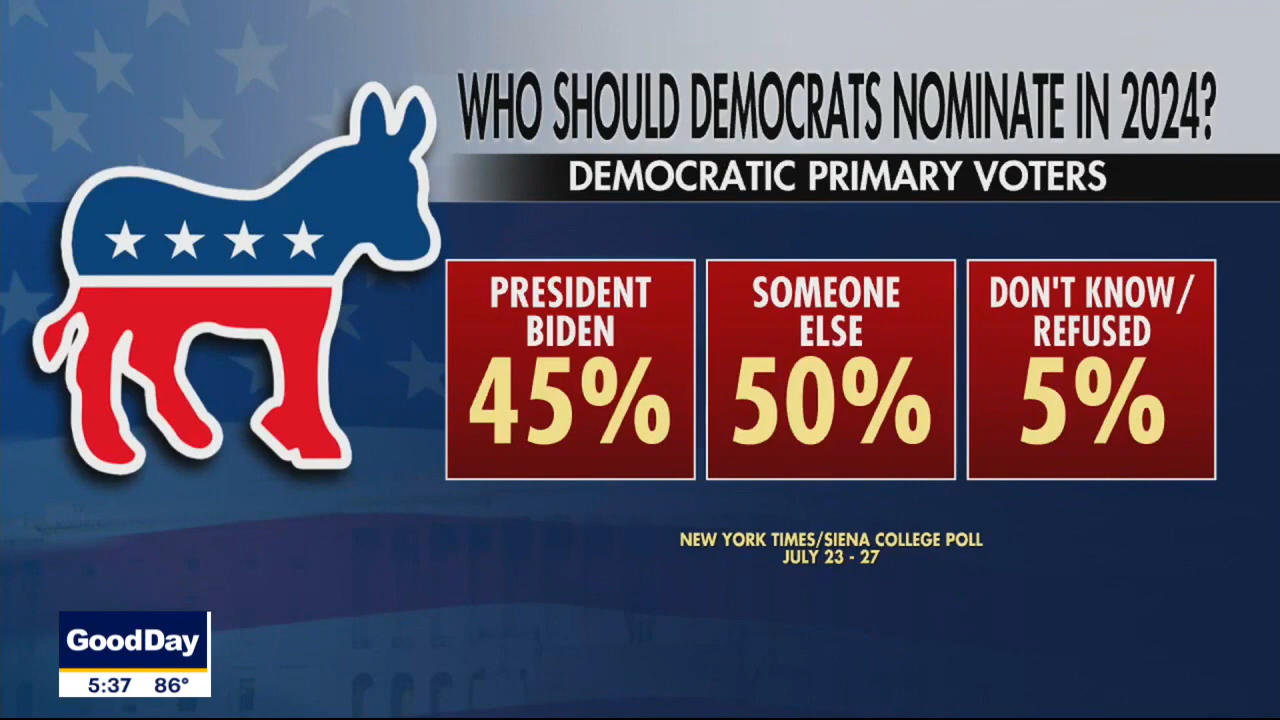 WHO SHOULD DEMOCRATS NOMINATE IN 2024?
DEMOCRATIC PRIMARY VOTERS
PRESIDENT
BIDEN
45%
SOMEONE
ELSE
50%
DON'T KNOW/
REFUSED
5%
NEW YORK TIMES/SIENA COLLEGE POLL
JULY 23 - 27
GoodDay
5:37 86°